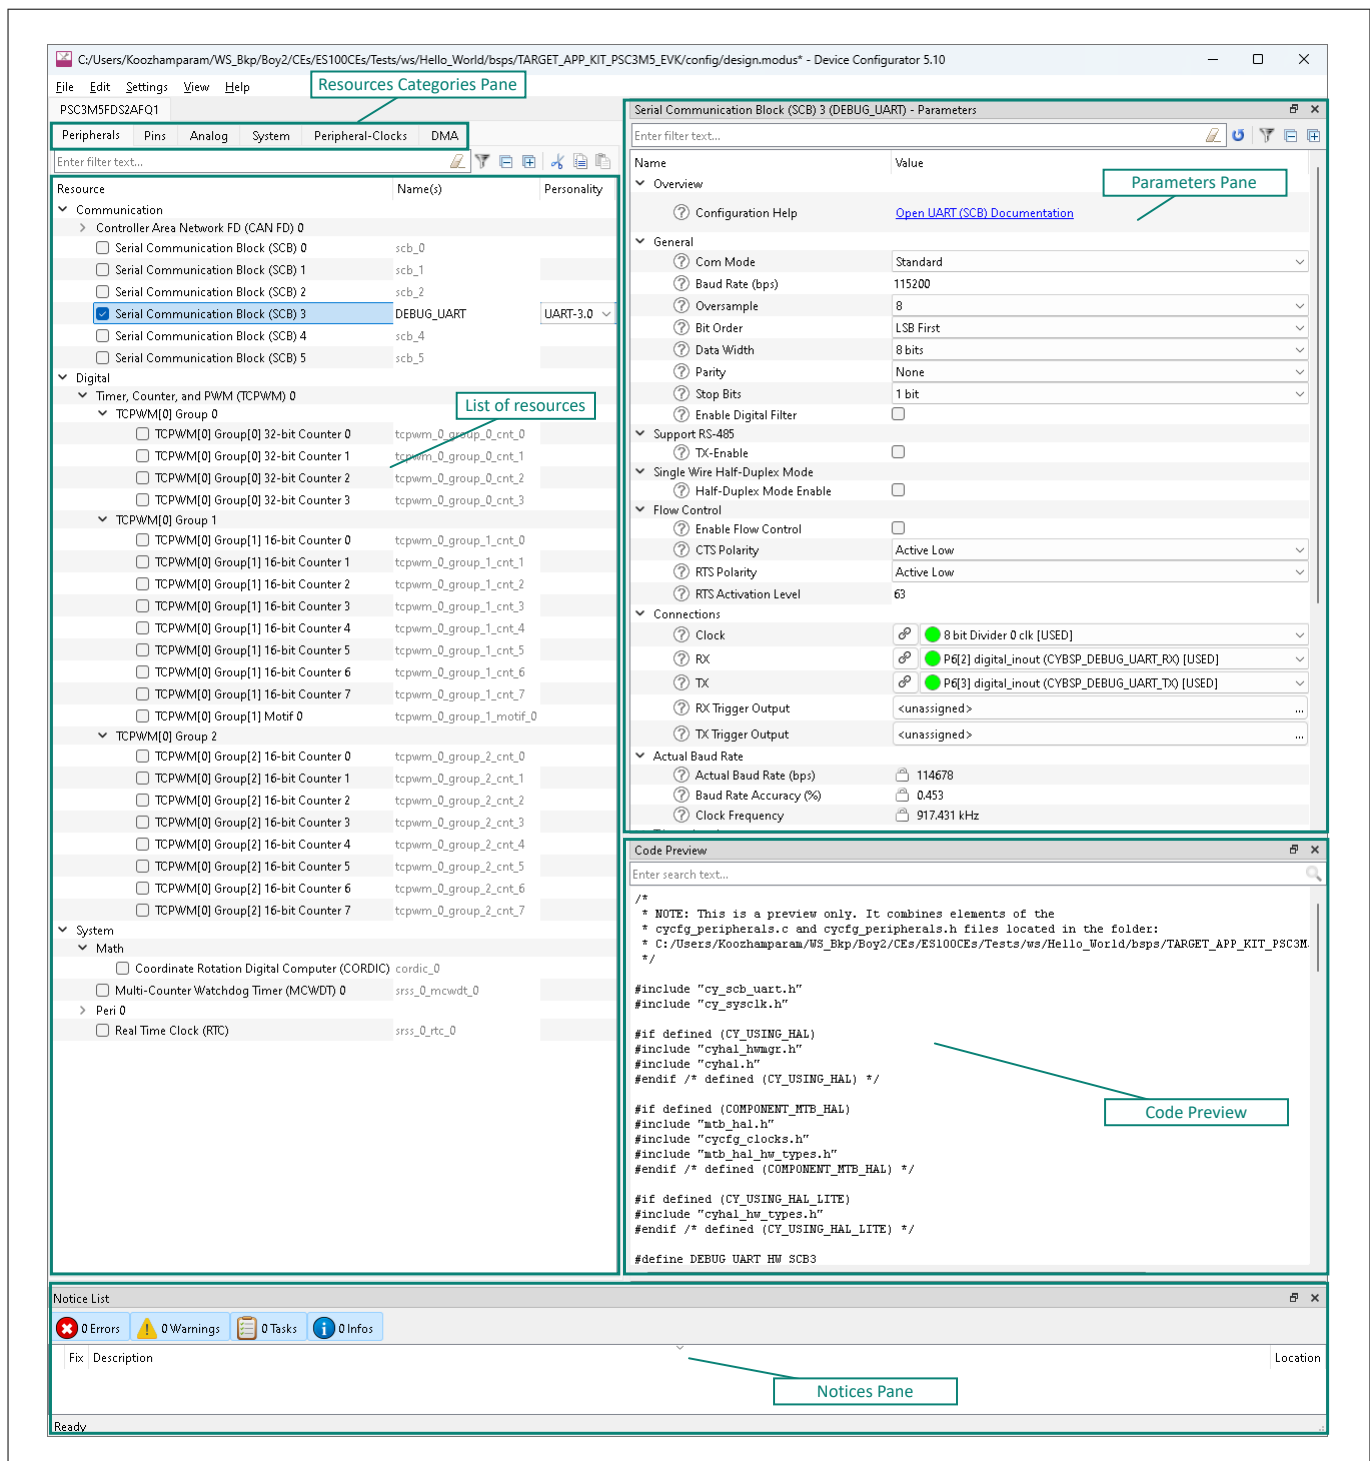 C:/Users/Koozhamparam/WS_Bkp/Boy2/CEs/ES100CEs/Tests/ws/Hello_World/bsps/TARGET_APP_KIT_PSC3M5_EVK/config/design.modus* - Device Configurator 5.10
File Edit Settings View Help
Resources Categories Pane
PSC3M5FDS2AFQ1
Peripherals Pins Analog System Peripheral-Clocks DMA
Enter filter text...
Resource Name(s) Personality
Communication
Controller Area Network FD (CAN FD) 0
Serial Communication Block (SCB) 0 scb_0
Serial Communication Block (SCB) 1 scb_1
Serial Communication Block (SCB) 2 scb_2
Serial Communication Block (SCB) 3 DEBUG_UART UART-3.0
Serial Communication Block (SCB) 4 scb_4
Serial Communication Block (SCB) 5 scb_5
Digital
Timer, Counter, and PWM (TCPWM) 0
TCPWM[0] Group 0
List of resources
TCPWM[0] Group[0] 32-bit Counter 0 tcpwm_0_group_0_cnt_0
TCPWM[0] Group[0] 32-bit Counter 1 tcpwm_0_group_0_cnt_1
TCPWM[0] Group[0] 32-bit Counter 2 tcpwm_0_group_0_cnt_2
TCPWM[0] Group[0] 32-bit Counter 3 tcpwm_0_group_0_cnt_3
TCPWM[0] Group 1
TCPWM[0] Group[1] 16-bit Counter 0 tcpwm_0_group_1_cnt_0
TCPWM[0] Group[1] 16-bit Counter 1 tcpwm_0_group_1_cnt_1
TCPWM[0] Group[1] 16-bit Counter 2 tcpwm_0_group_1_cnt_2
TCPWM[0] Group[1] 16-bit Counter 3 tcpwm_0_group_1_cnt_3
TCPWM[0] Group[1] 16-bit Counter 4 tcpwm_0_group_1_cnt_4
TCPWM[0] Group[1] 16-bit Counter 5 tcpwm_0_group_1_cnt_5
TCPWM[0] Group[1] 16-bit Counter 6 tcpwm_0_group_1_cnt_6
TCPWM[0] Group[1] 16-bit Counter 7 tcpwm_0_group_1_cnt_7
TCPWM[0] Group[1] Motif 0 tcpwm_0_group_1_motif_0
TCPWM[0] Group 2
TCPWM[0] Group[2] 16-bit Counter 0 tcpwm_0_group_2_cnt_0
TCPWM[0] Group[2] 16-bit Counter 1 tcpwm_0_group_2_cnt_1
TCPWM[0] Group[2] 16-bit Counter 2 tcpwm_0_group_2_cnt_2
TCPWM[0] Group[2] 16-bit Counter 3 tcpwm_0_group_2_cnt_3
TCPWM[0] Group[2] 16-bit Counter 4 tcpwm_0_group_2_cnt_4
TCPWM[0] Group[2] 16-bit Counter 5 tcpwm_0_group_2_cnt_5
TCPWM[0] Group[2] 16-bit Counter 6 tcpwm_0_group_2_cnt_6
TCPWM[0] Group[2] 16-bit Counter 7 tcpwm_0_group_2_cnt_7
System
Math
Coordinate Rotation Digital Computer (CORDIC) cordic_0
Multi-Counter Watchdog Timer (MCWDT) 0 srss_0_mcwdt_0
Peri 0
Real Time Clock (RTC) srss_0_rtc_0
Serial Communication Block (SCB) 3 (DEBUG_UART) - Parameters
Enter filter text...
Name Value
Overview
Parameters Pane
Configuration Help Open UART (SCB) Documentation
General
Com Mode Standard
Baud Rate (bps) 115200
Oversample 8
Bit Order LSB First
Data Width 8 bits
Parity None
Stop Bits 1 bit
Enable Digital Filter
Support RS-485
TX-Enable
Single Wire Half-Duplex Mode
Half-Duplex Mode Enable
Flow Control
Enable Flow Control
CTS Polarity Active Low
RTS Polarity Active Low
RTS Activation Level 63
Connections
Clock 8 bit Divider 0 clk [USED]
RX P6[2] digital_inout (CYBSP_DEBUG_UART_RX) [USED]
TX P6[3] digital_inout (CYBSP_DEBUG_UART_TX) [USED]
RX Trigger Output <unassigned> ...
TX Trigger Output <unassigned> ...
Actual Baud Rate
Actual Baud Rate (bps) 114678
Baud Rate Accuracy (%) 0.453
Clock Frequency 917.431 kHz
Code Preview
Enter search text...
/*
* NOTE: This is a preview only. It combines elements of the
* cycfg_peripherals.c and cycfg_peripherals.h files located in the folder:
* C:/Users/Koozhamparam/WS_Bkp/Boy2/CEs/ES100CEs/Tests/ws/Hello_World/bsps/TARGET_APP_KIT_PSC3M
*/
#include "cy_scb_uart.h"
#include "cy_sysclk.h"
#if defined (CY_USING_HAL)
#include "cyhal_hwmgr.h"
#include "cyhal.h"
#endif /* defined (CY_USING_HAL) */
#if defined (COMPONENT_MTB_HAL)
#include "mtb_hal.h"
#include "cycfg_clocks.h"
#include "mtb_hal_hw_types.h"
#endif /* defined (COMPONENT_MTB_HAL) */
Code Preview
#if defined (CY_USING_HAL_LITE)
#include "cyhal_hw_types.h"
#endif /* defined (CY_USING_HAL_LITE) */
#define DEBUG_UART_HW SCB3
Notice List
0 Errors 0 Warnings 0 Tasks 0 Infos
Fix Description Location
Notices Pane
Ready